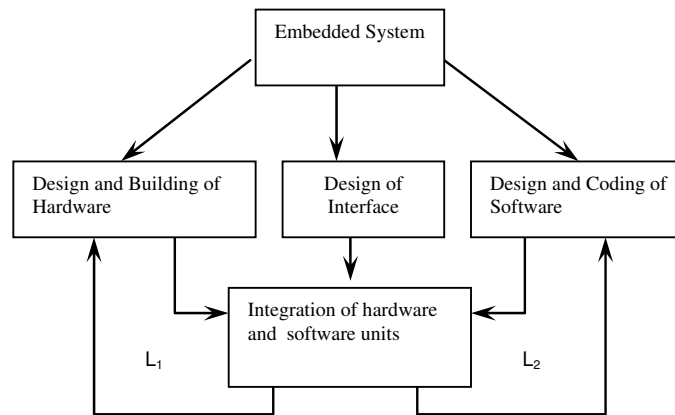 Embedded System
Design and Building of
Hardware
Design of
Interface
Design and Coding of
Software
Integration of hardware
and software units
L₁
L₂